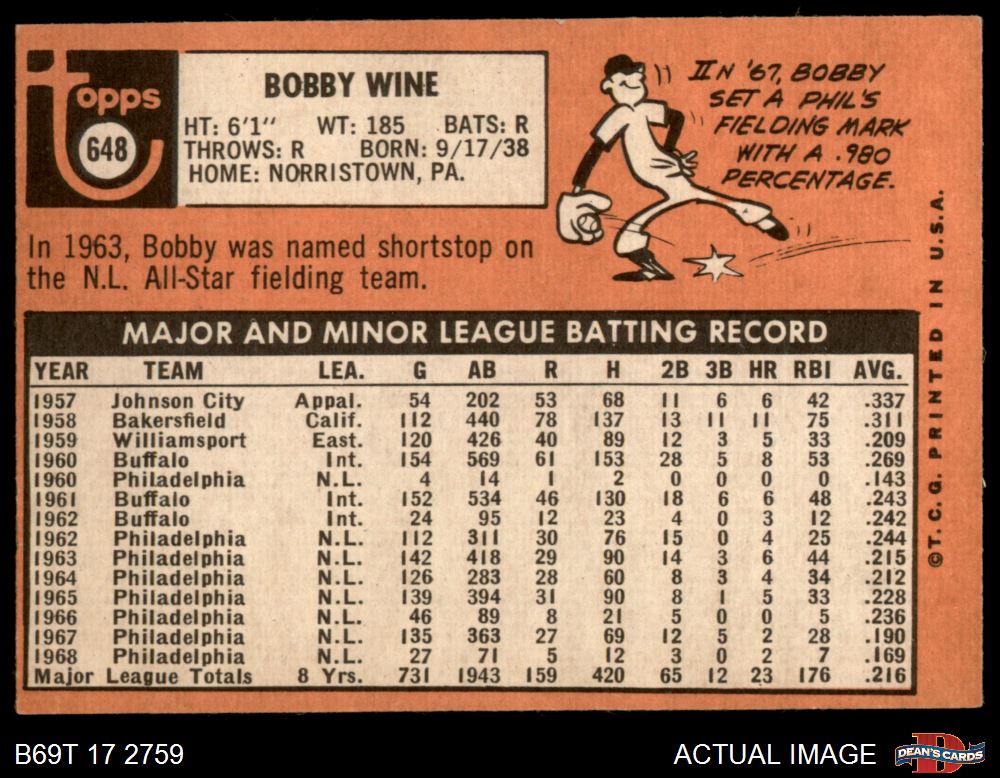 Topps
648
BOBBY WINE
HT: 6'1" WT: 185 BATS: R
THROWS: R BORN: 9/17/38
HOME: NORRISTOWN, PA.
IN '67, BOBBY
SET A PHIL'S
FIELDING MARK
WITH A .980
PERCENTAGE.
In 1963, Bobby was named shortstop on
the N.L. All-Star fielding team.
MAJOR AND MINOR LEAGUE BATTING RECORD
YEAR TEAM LEA. G AB R H 2B 3B HR RBI AVG.
1957 Johnson City Appal. 54 202 53 68 11 6 6 42 .337
1958 Bakersfield Calif. 112 440 78 137 13 11 11 75 .311
1959 Williamsport East. 120 426 40 89 12 3 5 33 .209
1960 Buffalo Int. 154 569 61 153 28 5 8 53 .269
1960 Philadelphia N.L. 4 14 1 2 0 0 0 0 .143
1961 Buffalo Int. 152 534 46 130 18 6 6 48 .243
1962 Buffalo Int. 24 95 12 23 4 0 3 12 .242
1962 Philadelphia N.L. 112 311 30 76 15 0 4 25 .244
1963 Philadelphia N.L. 142 418 29 90 14 3 6 44 .215
1964 Philadelphia N.L. 126 283 28 60 8 3 4 34 .212
1965 Philadelphia N.L. 139 394 31 90 8 1 5 33 .228
1966 Philadelphia N.L. 46 89 8 21 5 0 0 5 .236
1967 Philadelphia N.L. 135 363 27 69 12 5 2 28 .190
1968 Philadelphia N.L. 27 71 5 12 3 0 2 7 .169
Major League Totals 8 Yrs. 731 1943 159 420 65 12 23 176 .216
©T.C.G. PRINTED IN U.S.A.
B69T 17 2759
ACTUAL IMAGE
DEAN'S CARDS